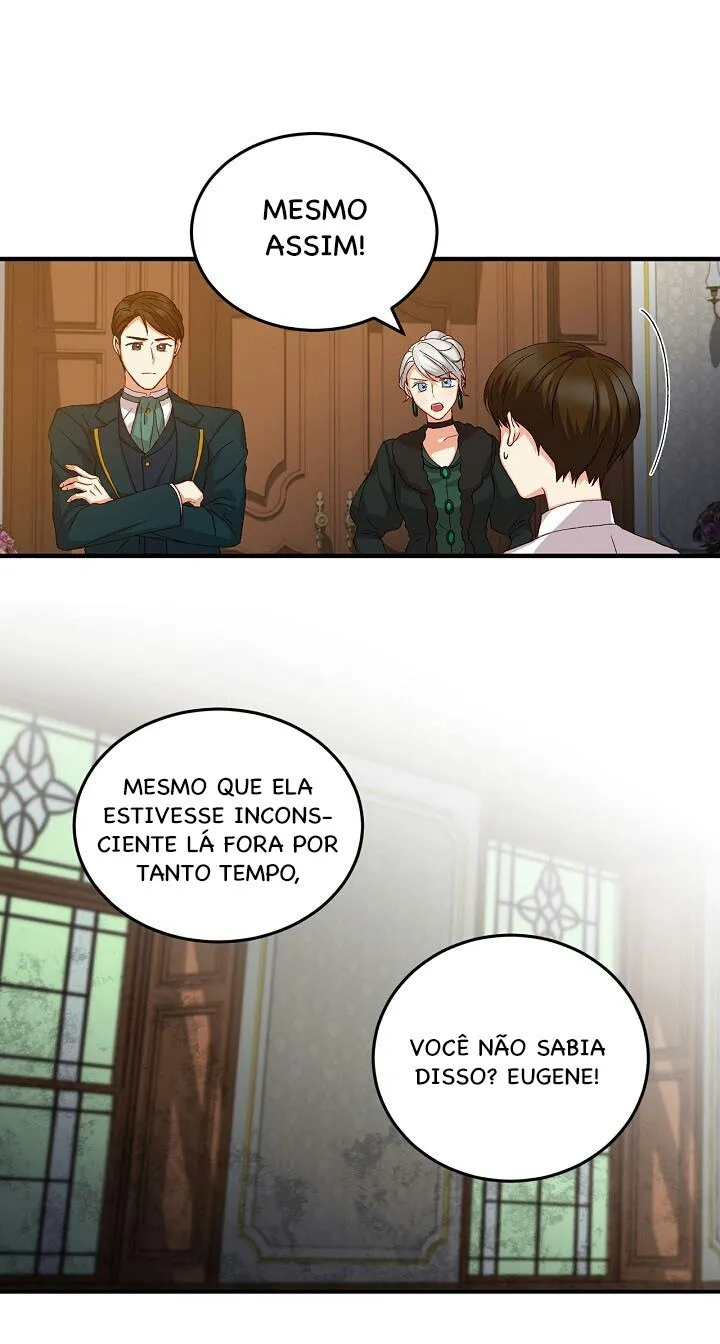 MESMO
ASSIM!
MESMO QUE ELA
ESTIVESSE INCONS-
CIENTE LÁ FORA POR
TANTO TEMPO,
VOCÊ NÃO SABIA
DISSO? EUGENE!